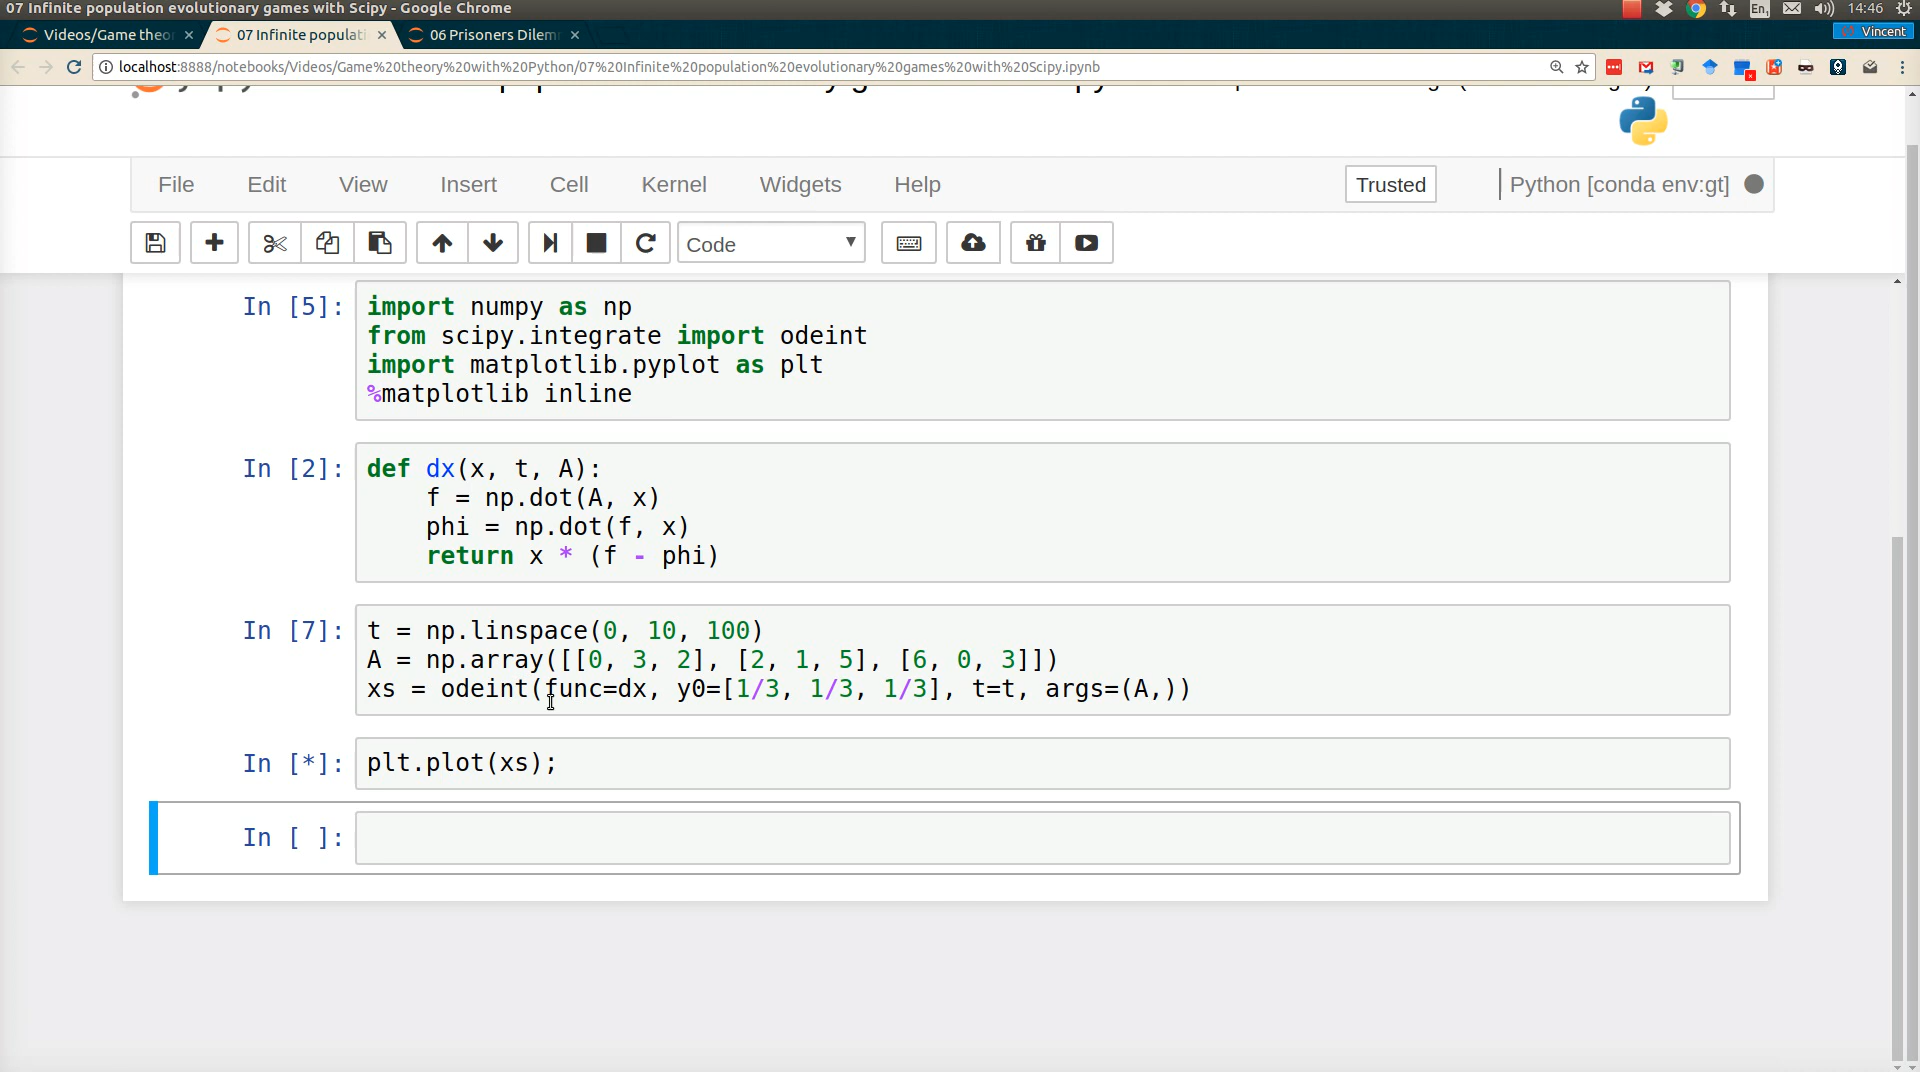 07 Infinite population evolutionary games with Scipy - Google Chrome
En1 14:46
Videos/Game theo
07 Infinite populati
06 Prisoners Dilem
Vincent
localhost:8888/notebooks/Videos/Game%20theory%20with%20Python/07%20Infinite%20population%20evolutionary%20games%20with%20Scipy.ipynb
File Edit View Insert Cell Kernel Widgets Help Trusted Python [conda env:gt]
Code
In [5]: import numpy as np
from scipy.integrate import odeint
import matplotlib.pyplot as plt
%matplotlib inline
In [2]: def dx(x, t, A):
f = np.dot(A, x)
phi = np.dot(f, x)
return x * (f - phi)
In [7]: t = np.linspace(0, 10, 100)
A = np.array([[0, 3, 2], [2, 1, 5], [6, 0, 3]])
xs = odeint(func=dx, y0=[1/3, 1/3, 1/3], t=t, args=(A,))
In [*]: plt.plot(xs);
In [ ]: